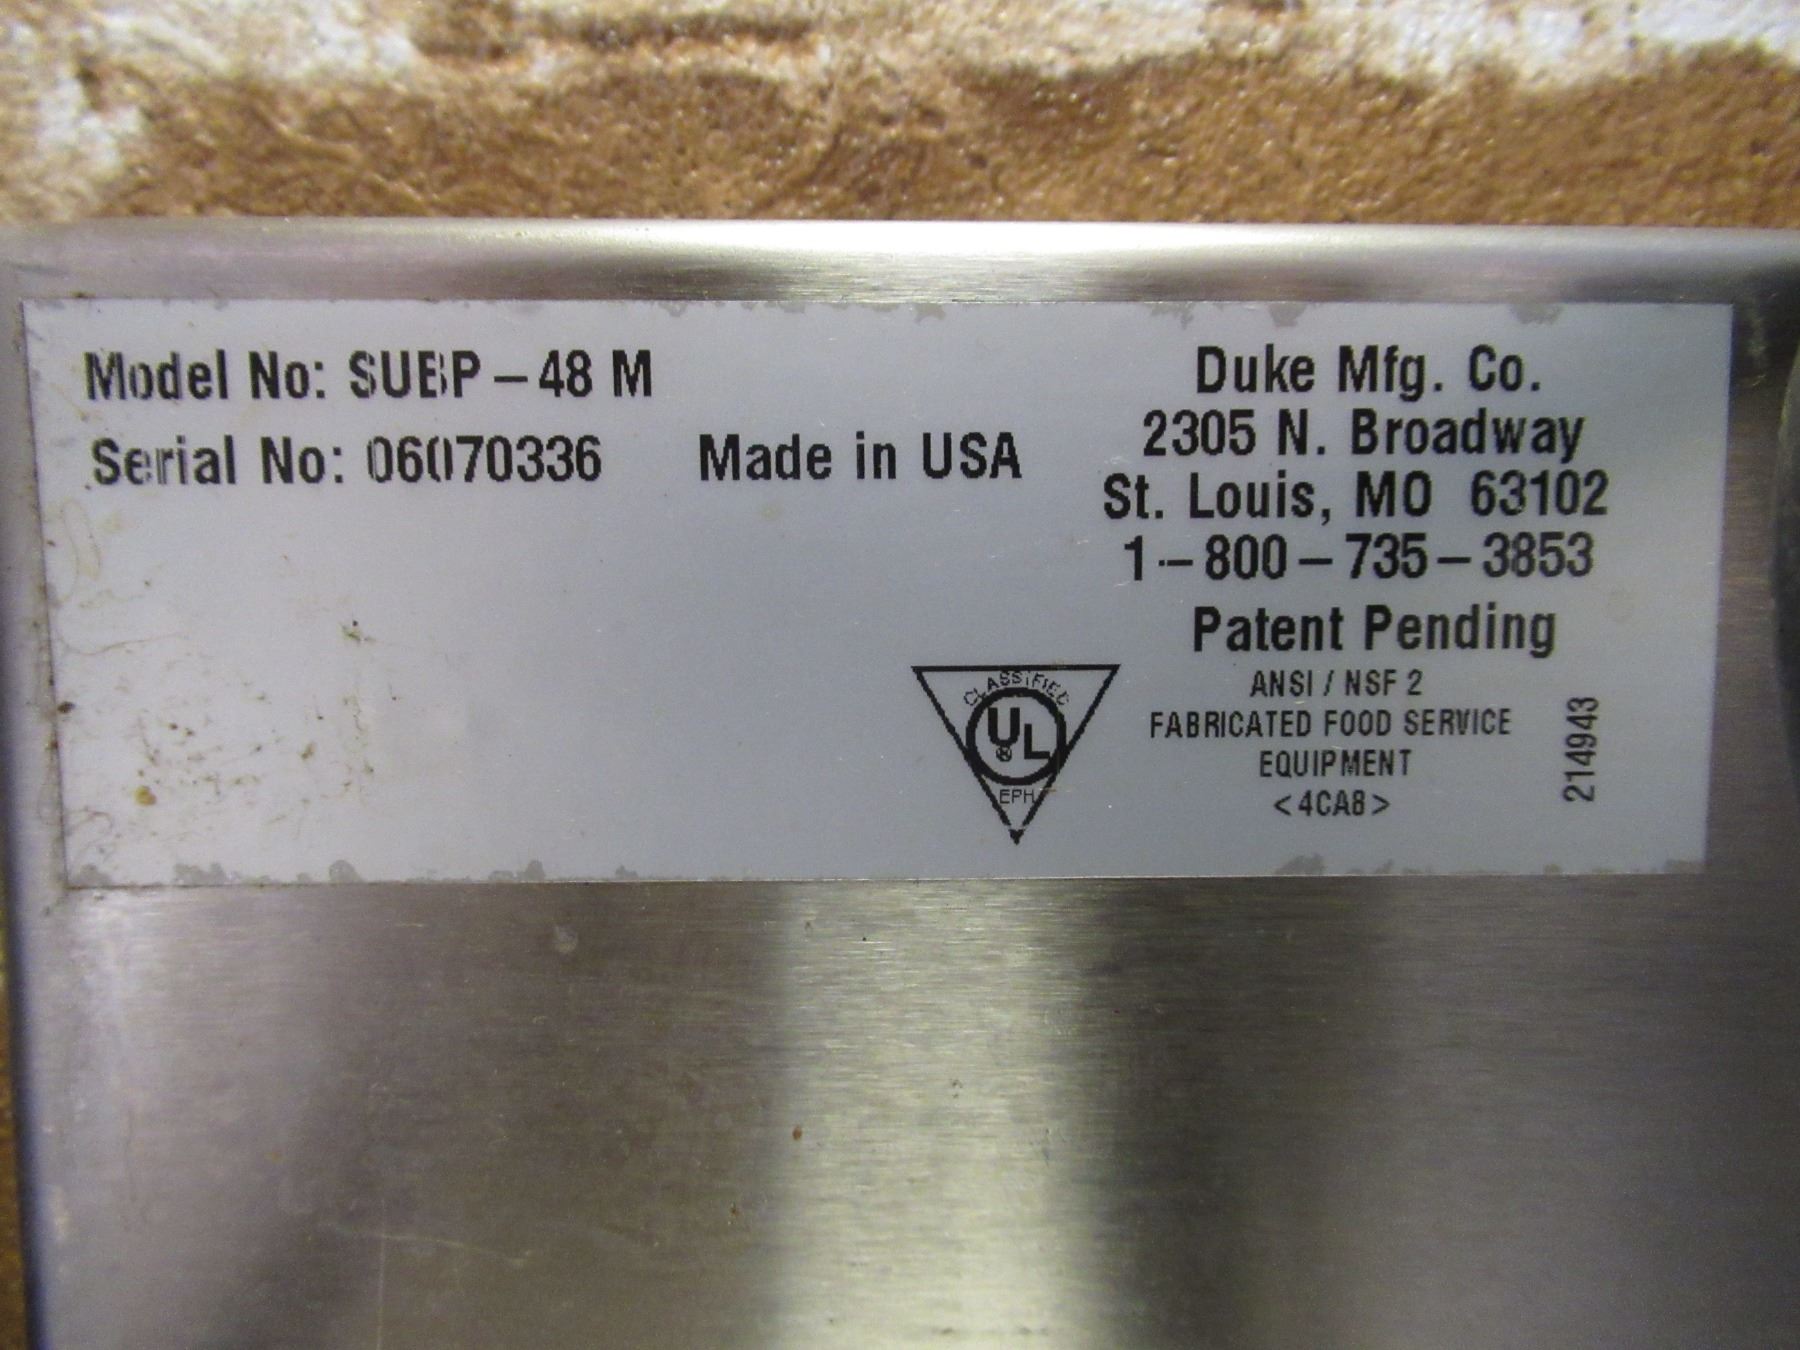 Model No: SUBP – 48 M
Serial No: 06070336
Made in USA
Duke Mfg. Co.
2305 N. Broadway
St. Louis, MO 63102
1 – 800 – 735 – 3853
Patent Pending
CLASSIFIED
UL
®
EPH
ANSI / NSF 2
FABRICATED FOOD SERVICE
EQUIPMENT
<4CA8>
214943